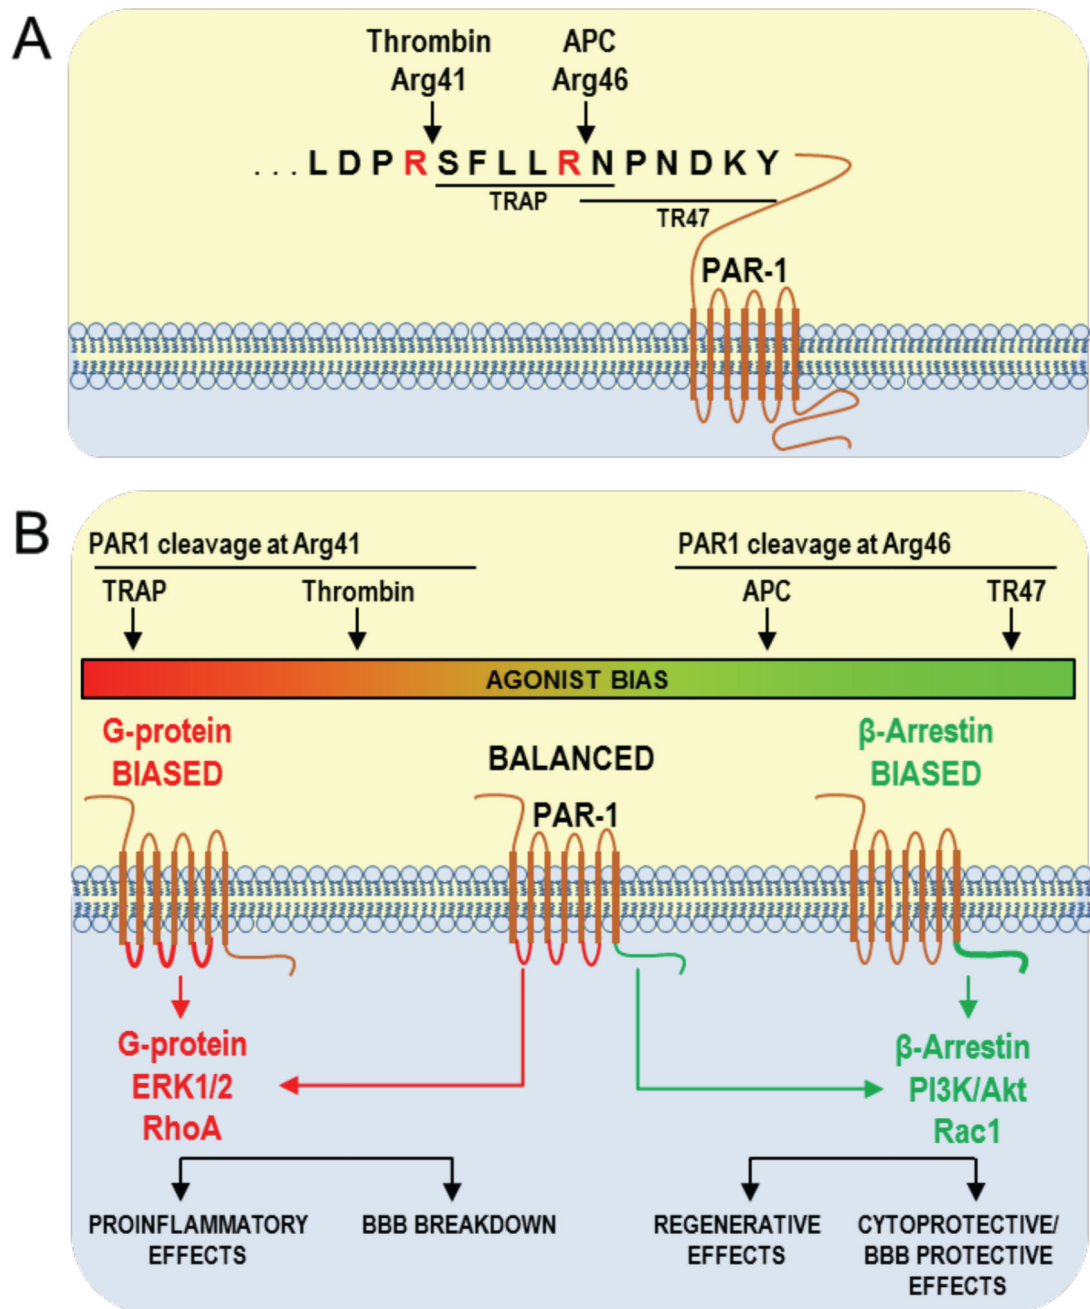 A
Thrombin APC
Arg41 Arg46
...LDPRSFLLRNPNDKY
TRAP
TR47
PAR-1
B
PAR1 cleavage at Arg41 PAR1 cleavage at Arg46
TRAP Thrombin APC TR47
AGONIST BIAS
G-protein
BIASED
BALANCED
β-Arrestin
BIASED
PAR-1
G-protein
ERK1/2
RhoA
β-Arrestin
PI3K/Akt
Rac1
PROINFLAMMATORY
EFFECTS
BBB BREAKDOWN
REGENERATIVE
EFFECTS
CYTOPROTECTIVE/
BBB PROTECTIVE
EFFECTS